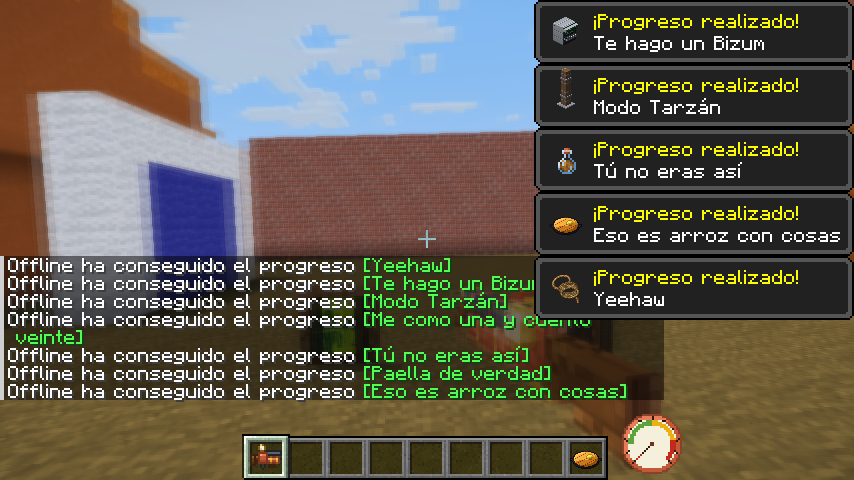 ¡Progreso realizado!
Te hago un Bizum
¡Progreso realizado!
Modo Tarzán
¡Progreso realizado!
Tú no eras así
¡Progreso realizado!
Eso es arroz con cosas
¡Progreso realizado!
Yeehaw
Offline ha conseguido el progreso [Yeehaw]
Offline ha conseguido el progreso [Te hago un Bizu
Offline ha conseguido el progreso [Modo Tarzán]
Offline ha conseguido el progreso [Me como una y cuento
veinte]
Offline ha conseguido el progreso [Tú no eras así]
Offline ha conseguido el progreso [Paella de verdad]
Offline ha conseguido el progreso [Eso es arroz con cosas]